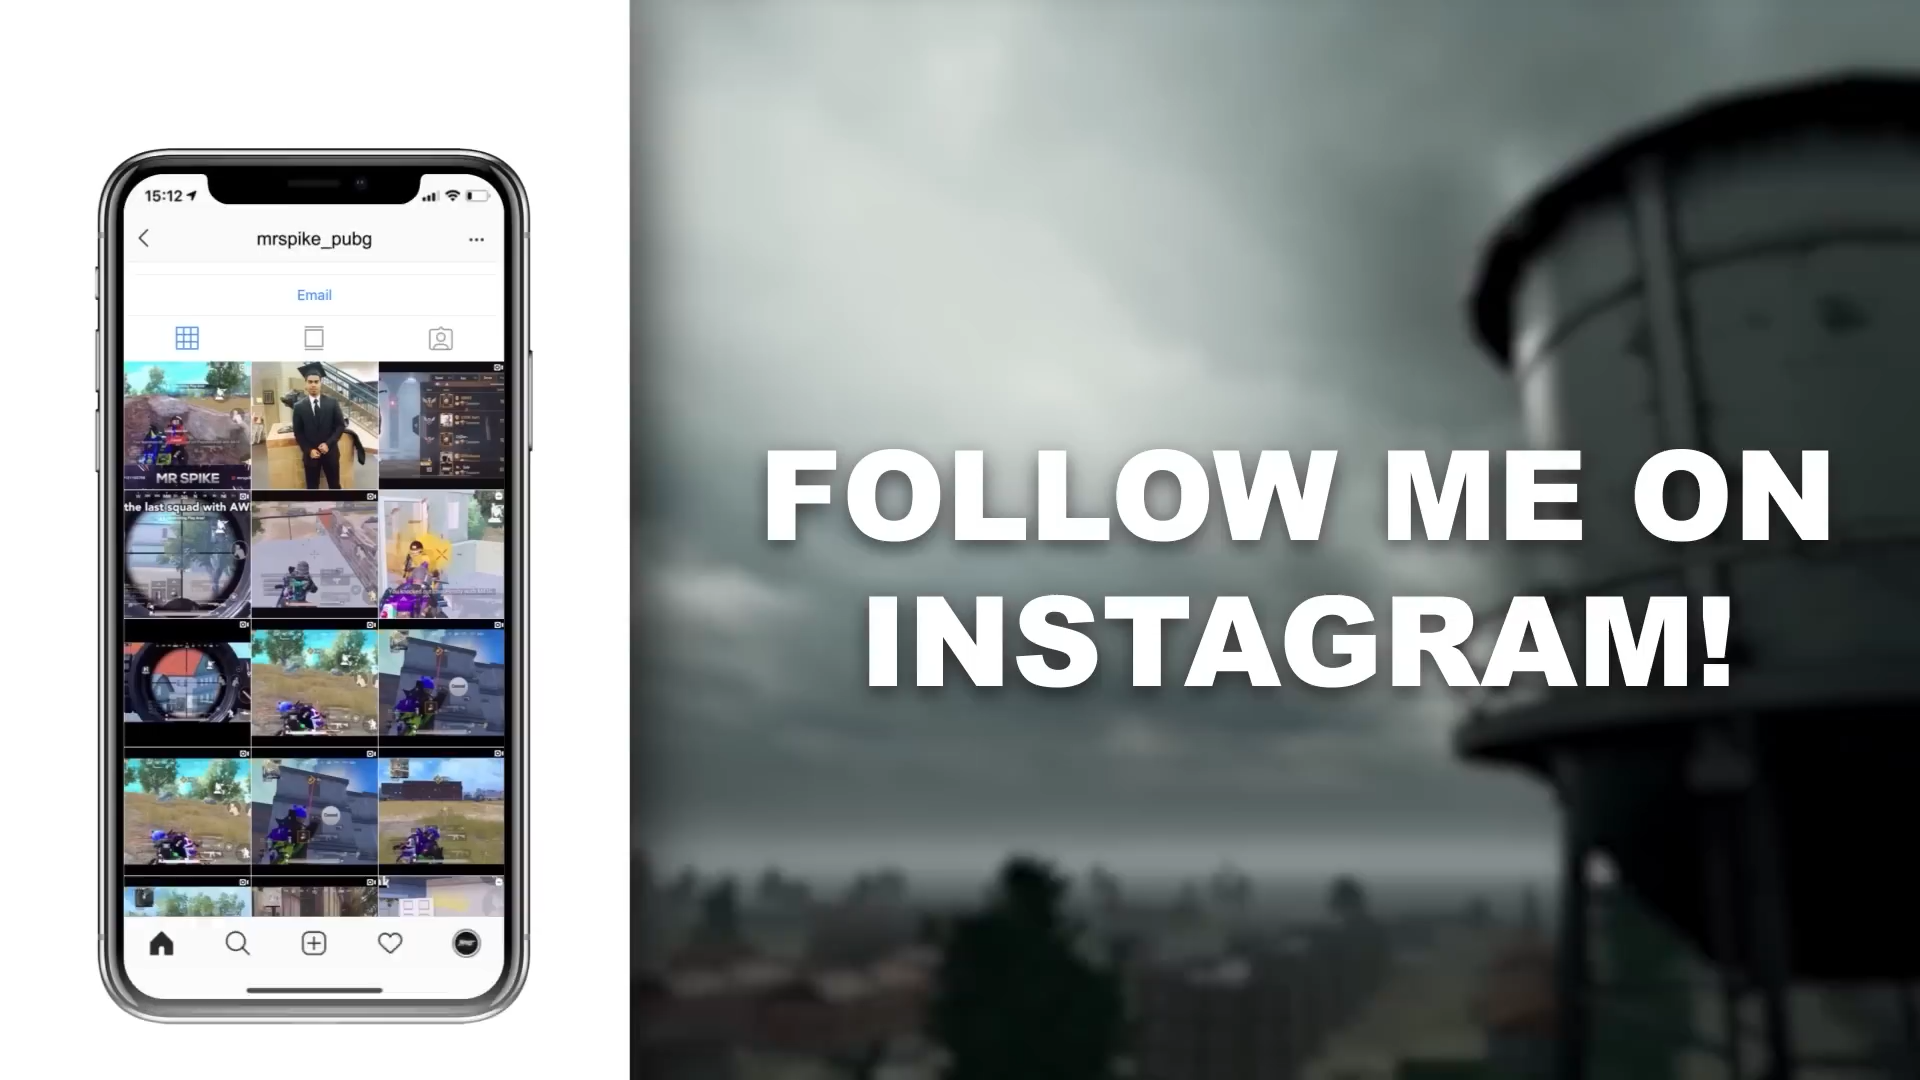 15:12
mrspike_pubg
Email
MR SPIKE
the last squad with AW
FOLLOW ME ON
INSTAGRAM!